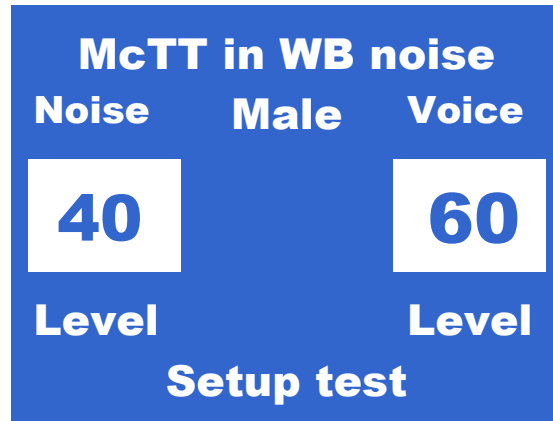 McTT in WB noise
Noise Male Voice
40 60
Level Level
Setup test